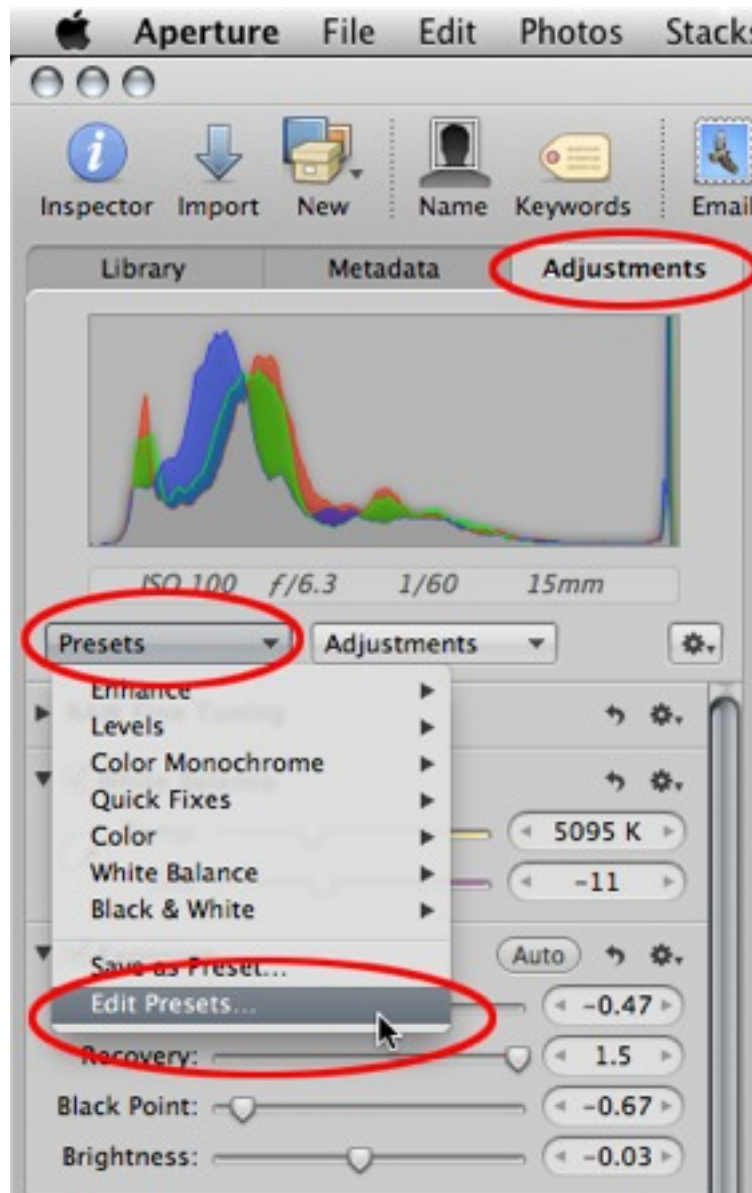 Aperture File Edit Photos Stacks
Inspector Import New Name Keywords Email
Library Metadata Adjustments
ISO 100 f/6.3 1/60 15mm
Presets Adjustments
Enhance
Levels
Color Monochrome
Quick Fixes
5095 K
Color
White Balance
-11
Black & White
Auto
Save as Preset...
Edit Presets...
-0.47
Recovery: 1.5
Black Point: -0.67
Brightness: -0.03